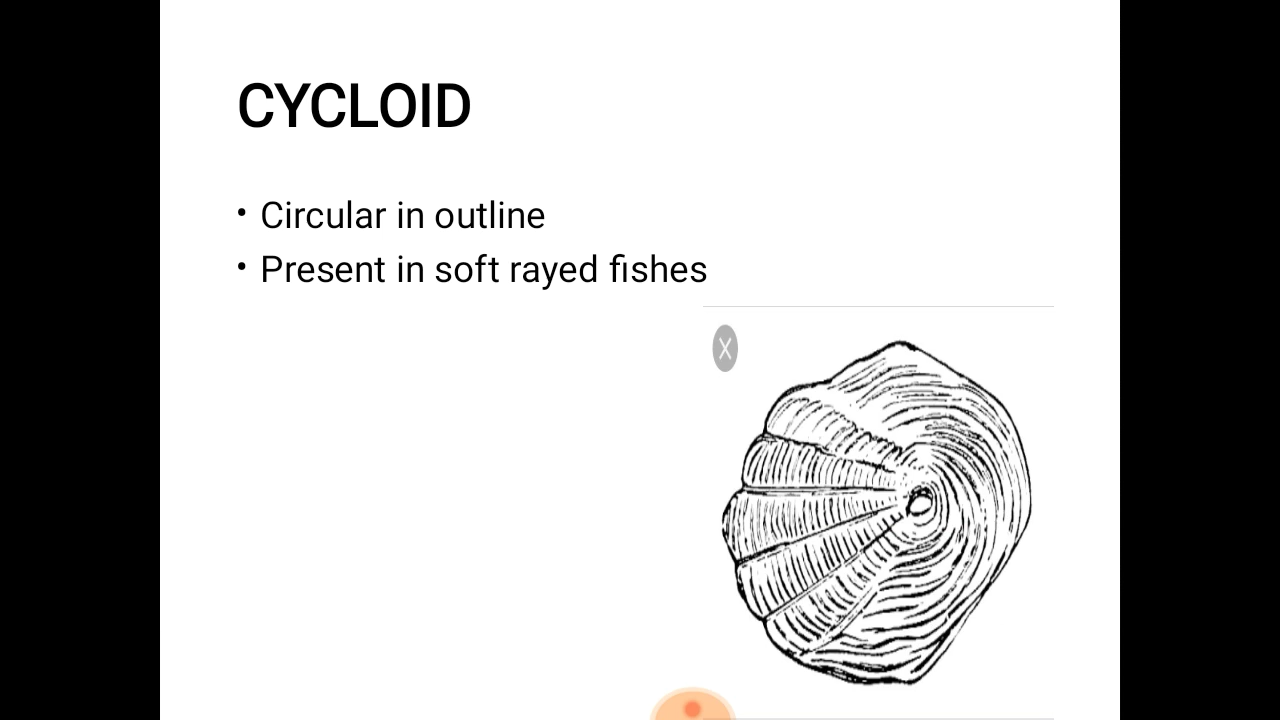 CYCLOID
• Circular in outline
• Present in soft rayed fishes
X